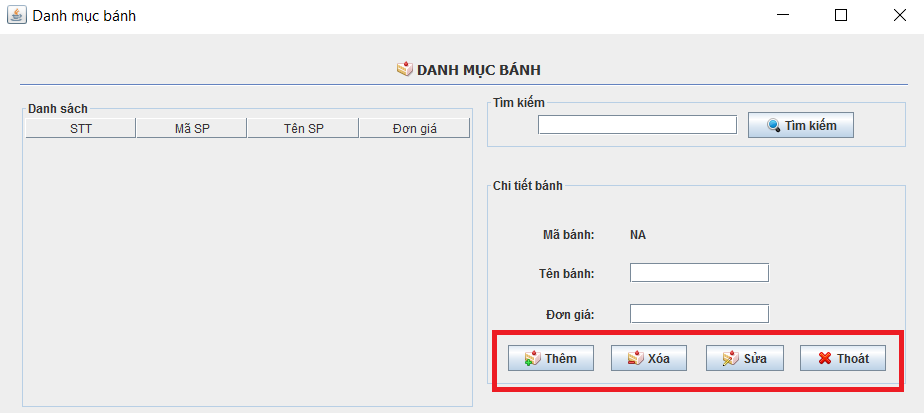 Danh mục bánh
DANH MỤC BÁNH
Danh sách
STT Mã SP Tên SP Đơn giá
Tìm kiếm
Tìm kiếm
Chi tiết bánh
Mã bánh: NA
Tên bánh:
Đơn giá:
Thêm Xóa Sửa Thoát